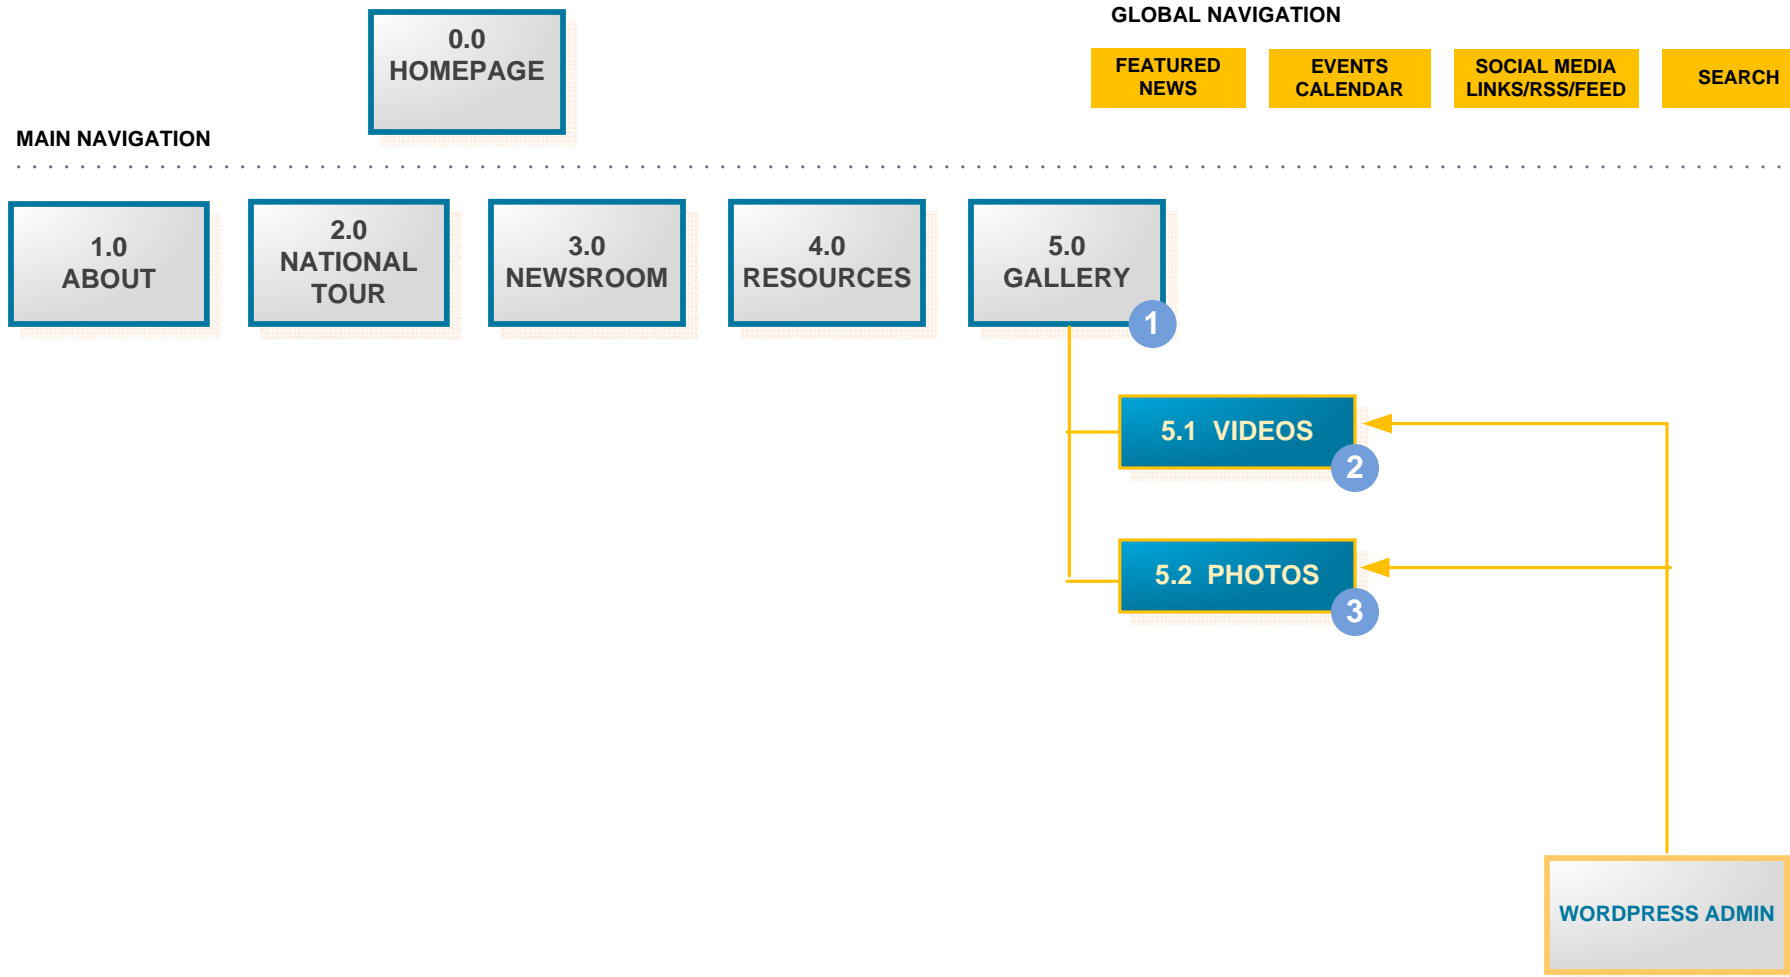 0.0
HOMEPAGE
GLOBAL NAVIGATION
FEATURED
NEWS
EVENTS
CALENDAR
SOCIAL MEDIA
LINKS/RSS/FEED
SEARCH
MAIN NAVIGATION
1.0
ABOUT
2.0
NATIONAL
TOUR
3.0
NEWSROOM
4.0
RESOURCES
5.0
GALLERY
1
5.1 VIDEOS
2
5.2 PHOTOS
3
WORDPRESS ADMIN